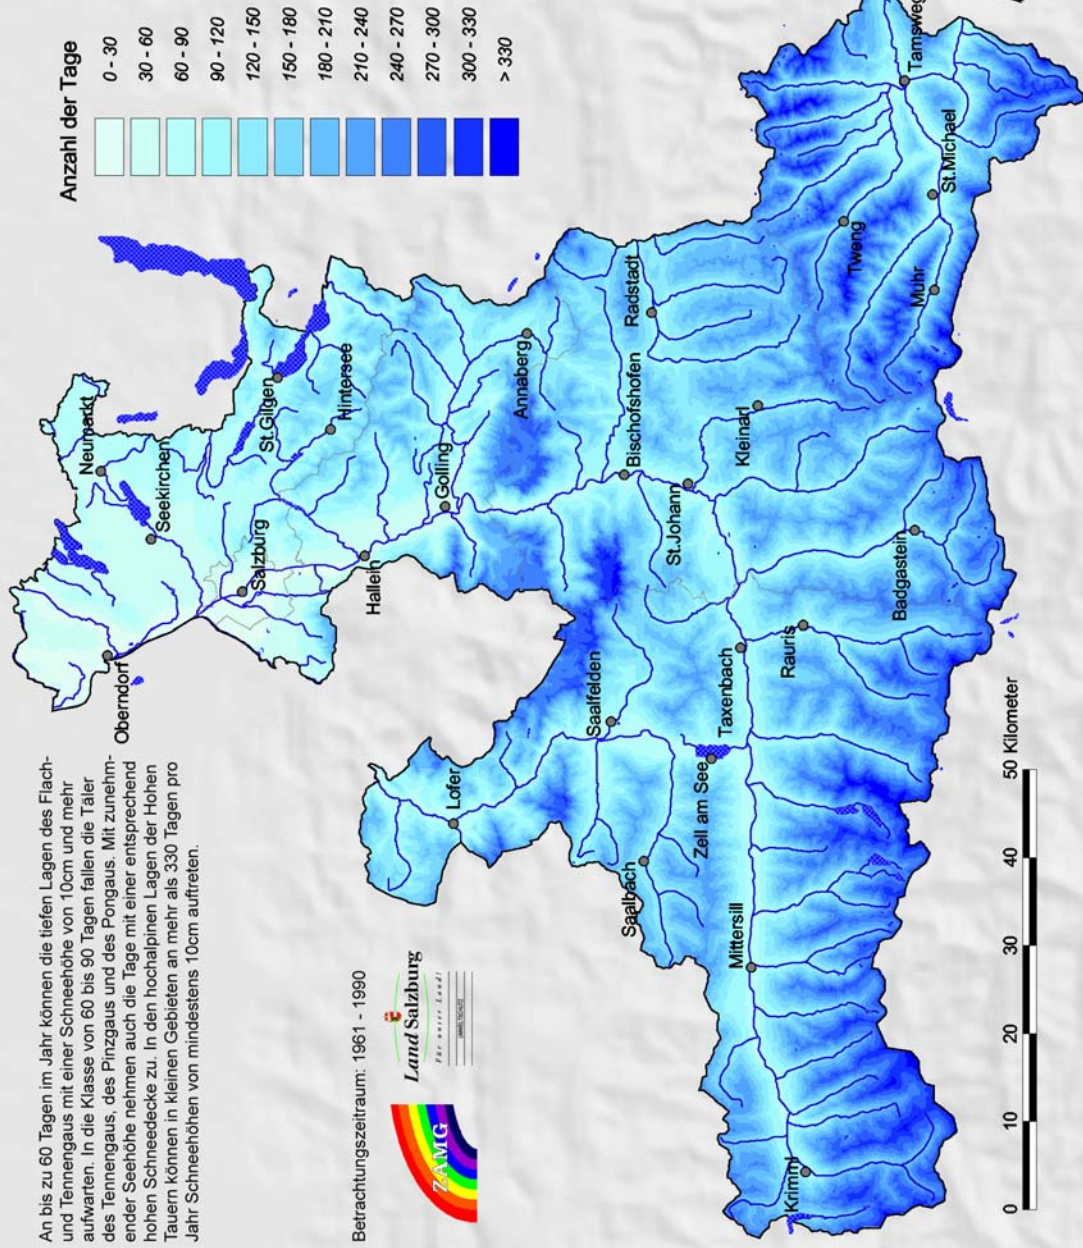 An bis zu 60 Tagen im Jahr können die tiefen Lagen des Flach-
und Tennengaus mit einer Schneehöhe von 10cm und mehr
aufwarten. In die Klasse von 60 bis 90 Tagen fallen die Täler
des Tennengaus, des Pinzgaus und des Pongaus. Mit zunehm-
ender Seehöhe nehmen auch die Tage mit einer entsprechend
hohen Schneedecke zu. In den hochalpinen Lagen der Hohen
Tauern können in kleinen Gebieten an mehr als 330 Tagen pro
Jahr Schneehöhen von mindestens 10cm auftreten.
Betrachtungszeitraum: 1961 - 1990
ZAMG
Land Salzburg
Für unser Land!
UMWELTSCHUTZ
Anzahl der Tage
0 - 30
30 - 60
60 - 90
90 - 120
120 - 150
150 - 180
180 - 210
210 - 240
240 - 270
270 - 300
300 - 330
> 330
Neumarkt
Seekirchen
Oberndorf
Salzburg
St.Gilgen
Hintersee
Hallein
Golling
Annaberg
Lofer
Saalfelden
Bischofshofen
Radstadt
Saalbach
St.Johann
Zell am See
Taxenbach
Kleinarl
Mittersill
Rauris
Krimml
Badgastein
Tweng
Muhr
St.Michael
Tamsweg
0 10 20 30 40 50 Kilometer